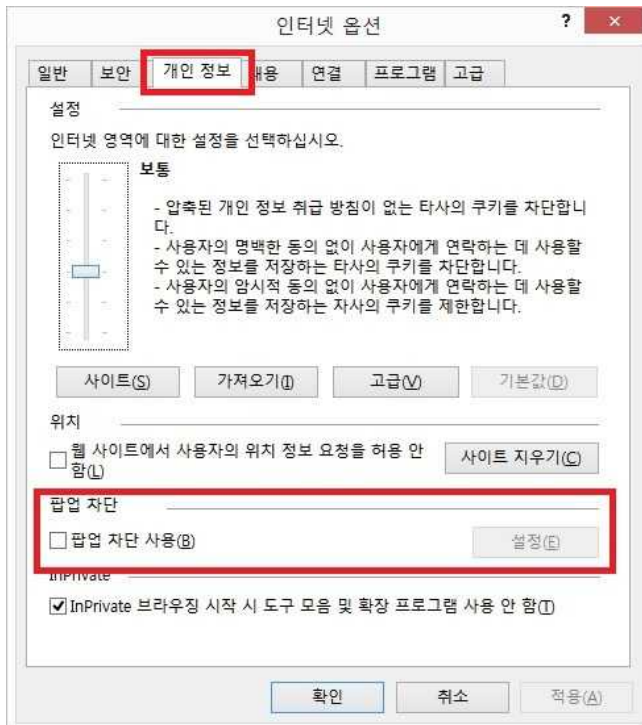 인터넷 옵션
? ×
일반 보안 개인 정보 내용 연결 프로그램 고급
설정
인터넷 영역에 대한 설정을 선택하십시오.
보통
- 압축된 개인 정보 취급 방침이 없는 타사의 쿠키를 차단합니
다.
- 사용자의 명백한 동의 없이 사용자에게 연락하는 데 사용할
수 있는 정보를 저장하는 타사의 쿠키를 차단합니다.
- 사용자의 암시적 동의 없이 사용자에게 연락하는 데 사용할
수 있는 정보를 저장하는 자사의 쿠키를 제한합니다.
사이트(S) 가져오기(I) 고급(V) 기본값(D)
위치
웹 사이트에서 사용자의 위치 정보 요청을 허용 안
함(L)
사이트 지우기(C)
팝업 차단
팝업 차단 사용(B) 설정(E)
InPrivate
InPrivate 브라우징 시작 시 도구 모음 및 확장 프로그램 사용 안 함(T)
확인 취소 적용(A)